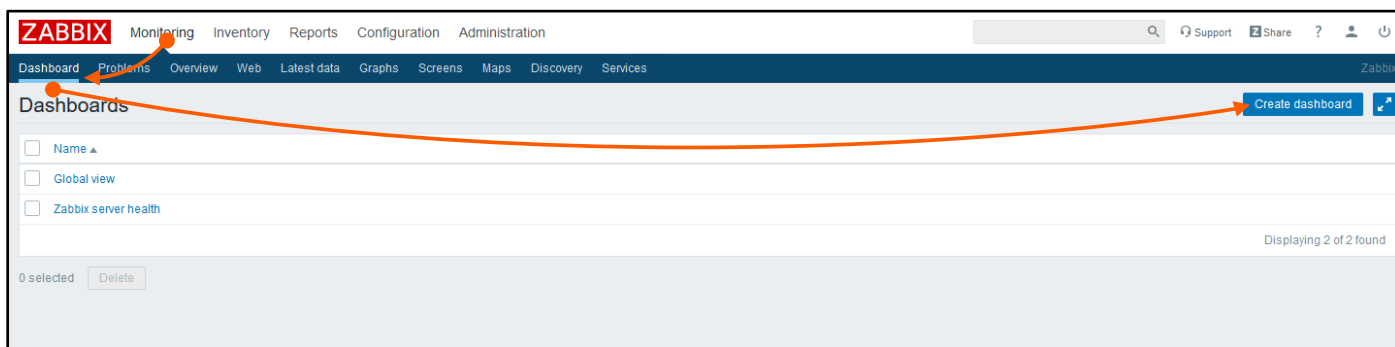 ZABBIX Monitoring Inventory Reports Configuration Administration Support Z Share ?
Dashboard Problems Overview Web Latest data Graphs Screens Maps Discovery Services Zabbix
Dashboards Create dashboard
Name
Global view
Zabbix server health
Displaying 2 of 2 found
0 selected Delete